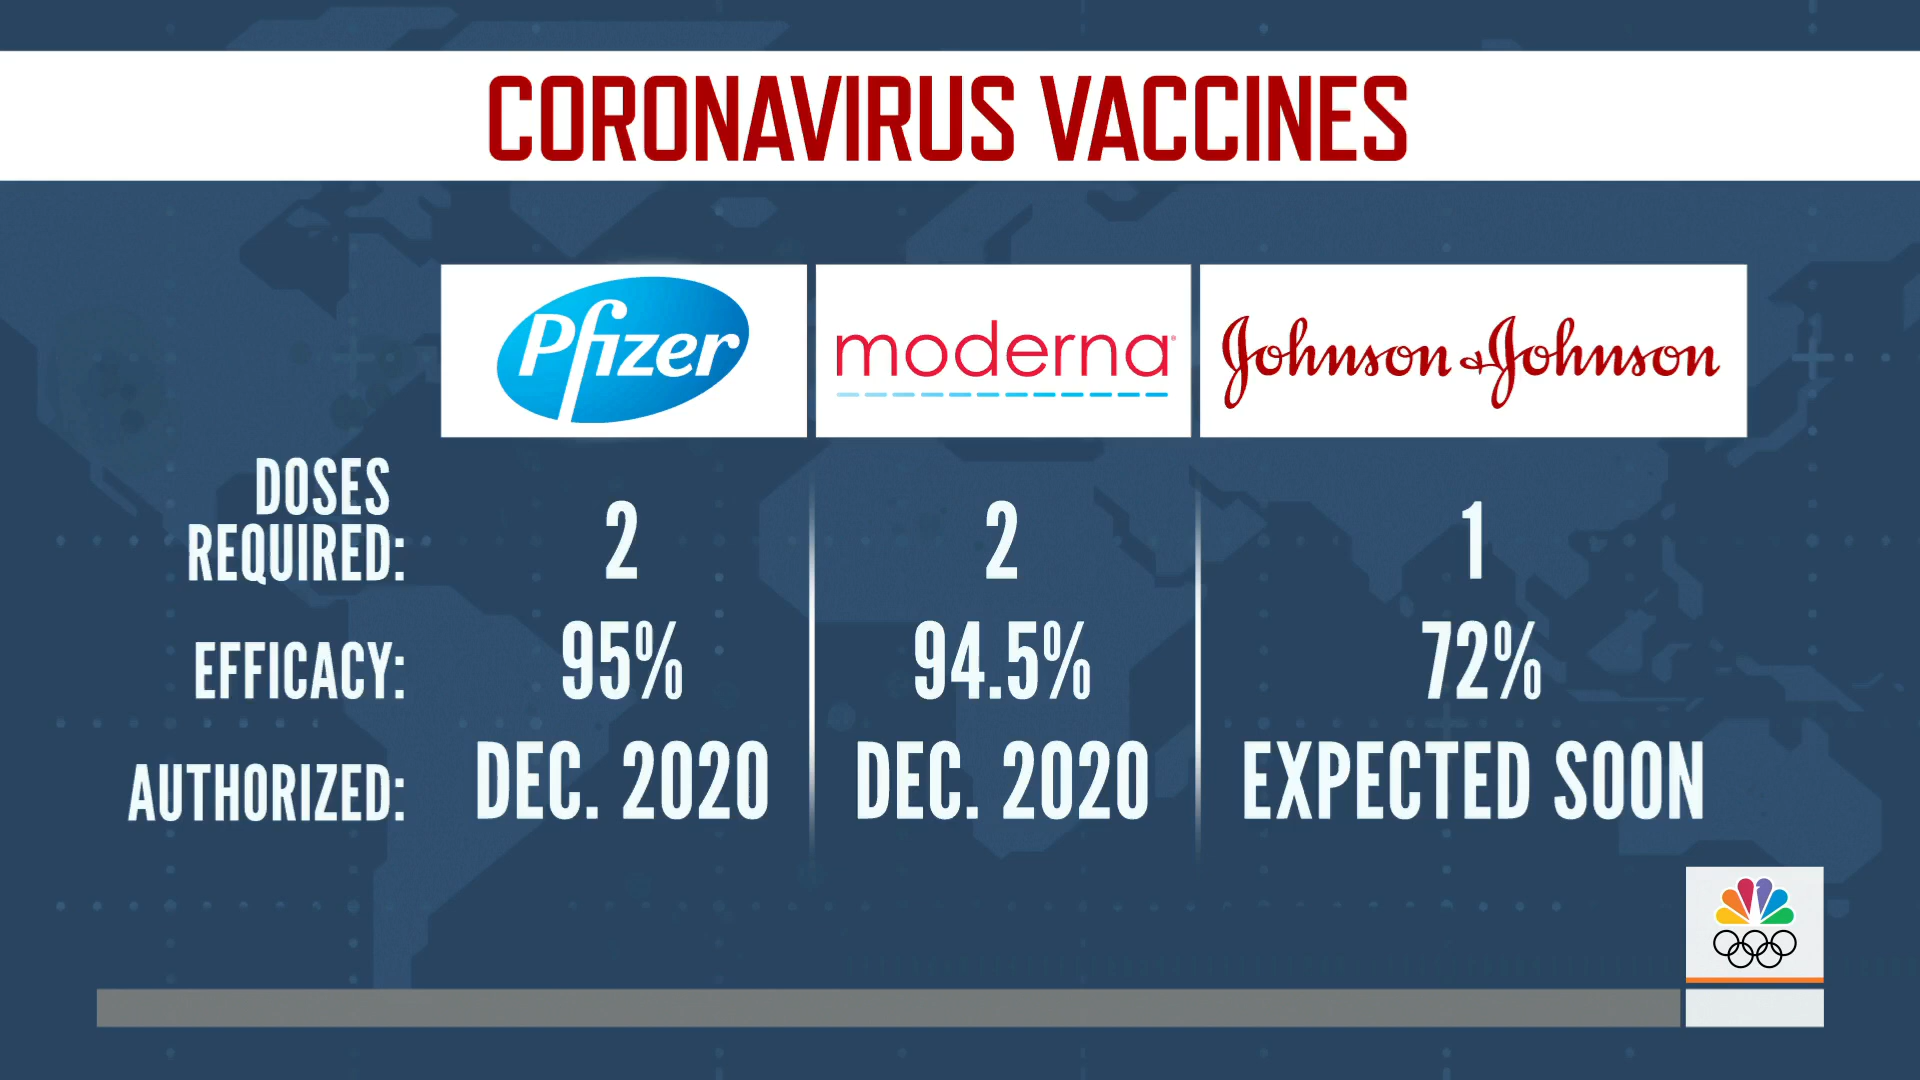 CORONAVIRUS VACCINES
Pfizer
moderna
Johnson & Johnson
DOSES
REQUIRED:
2
2
1
EFFICACY:
95%
94.5%
72%
AUTHORIZED:
DEC. 2020
DEC. 2020
EXPECTED SOON